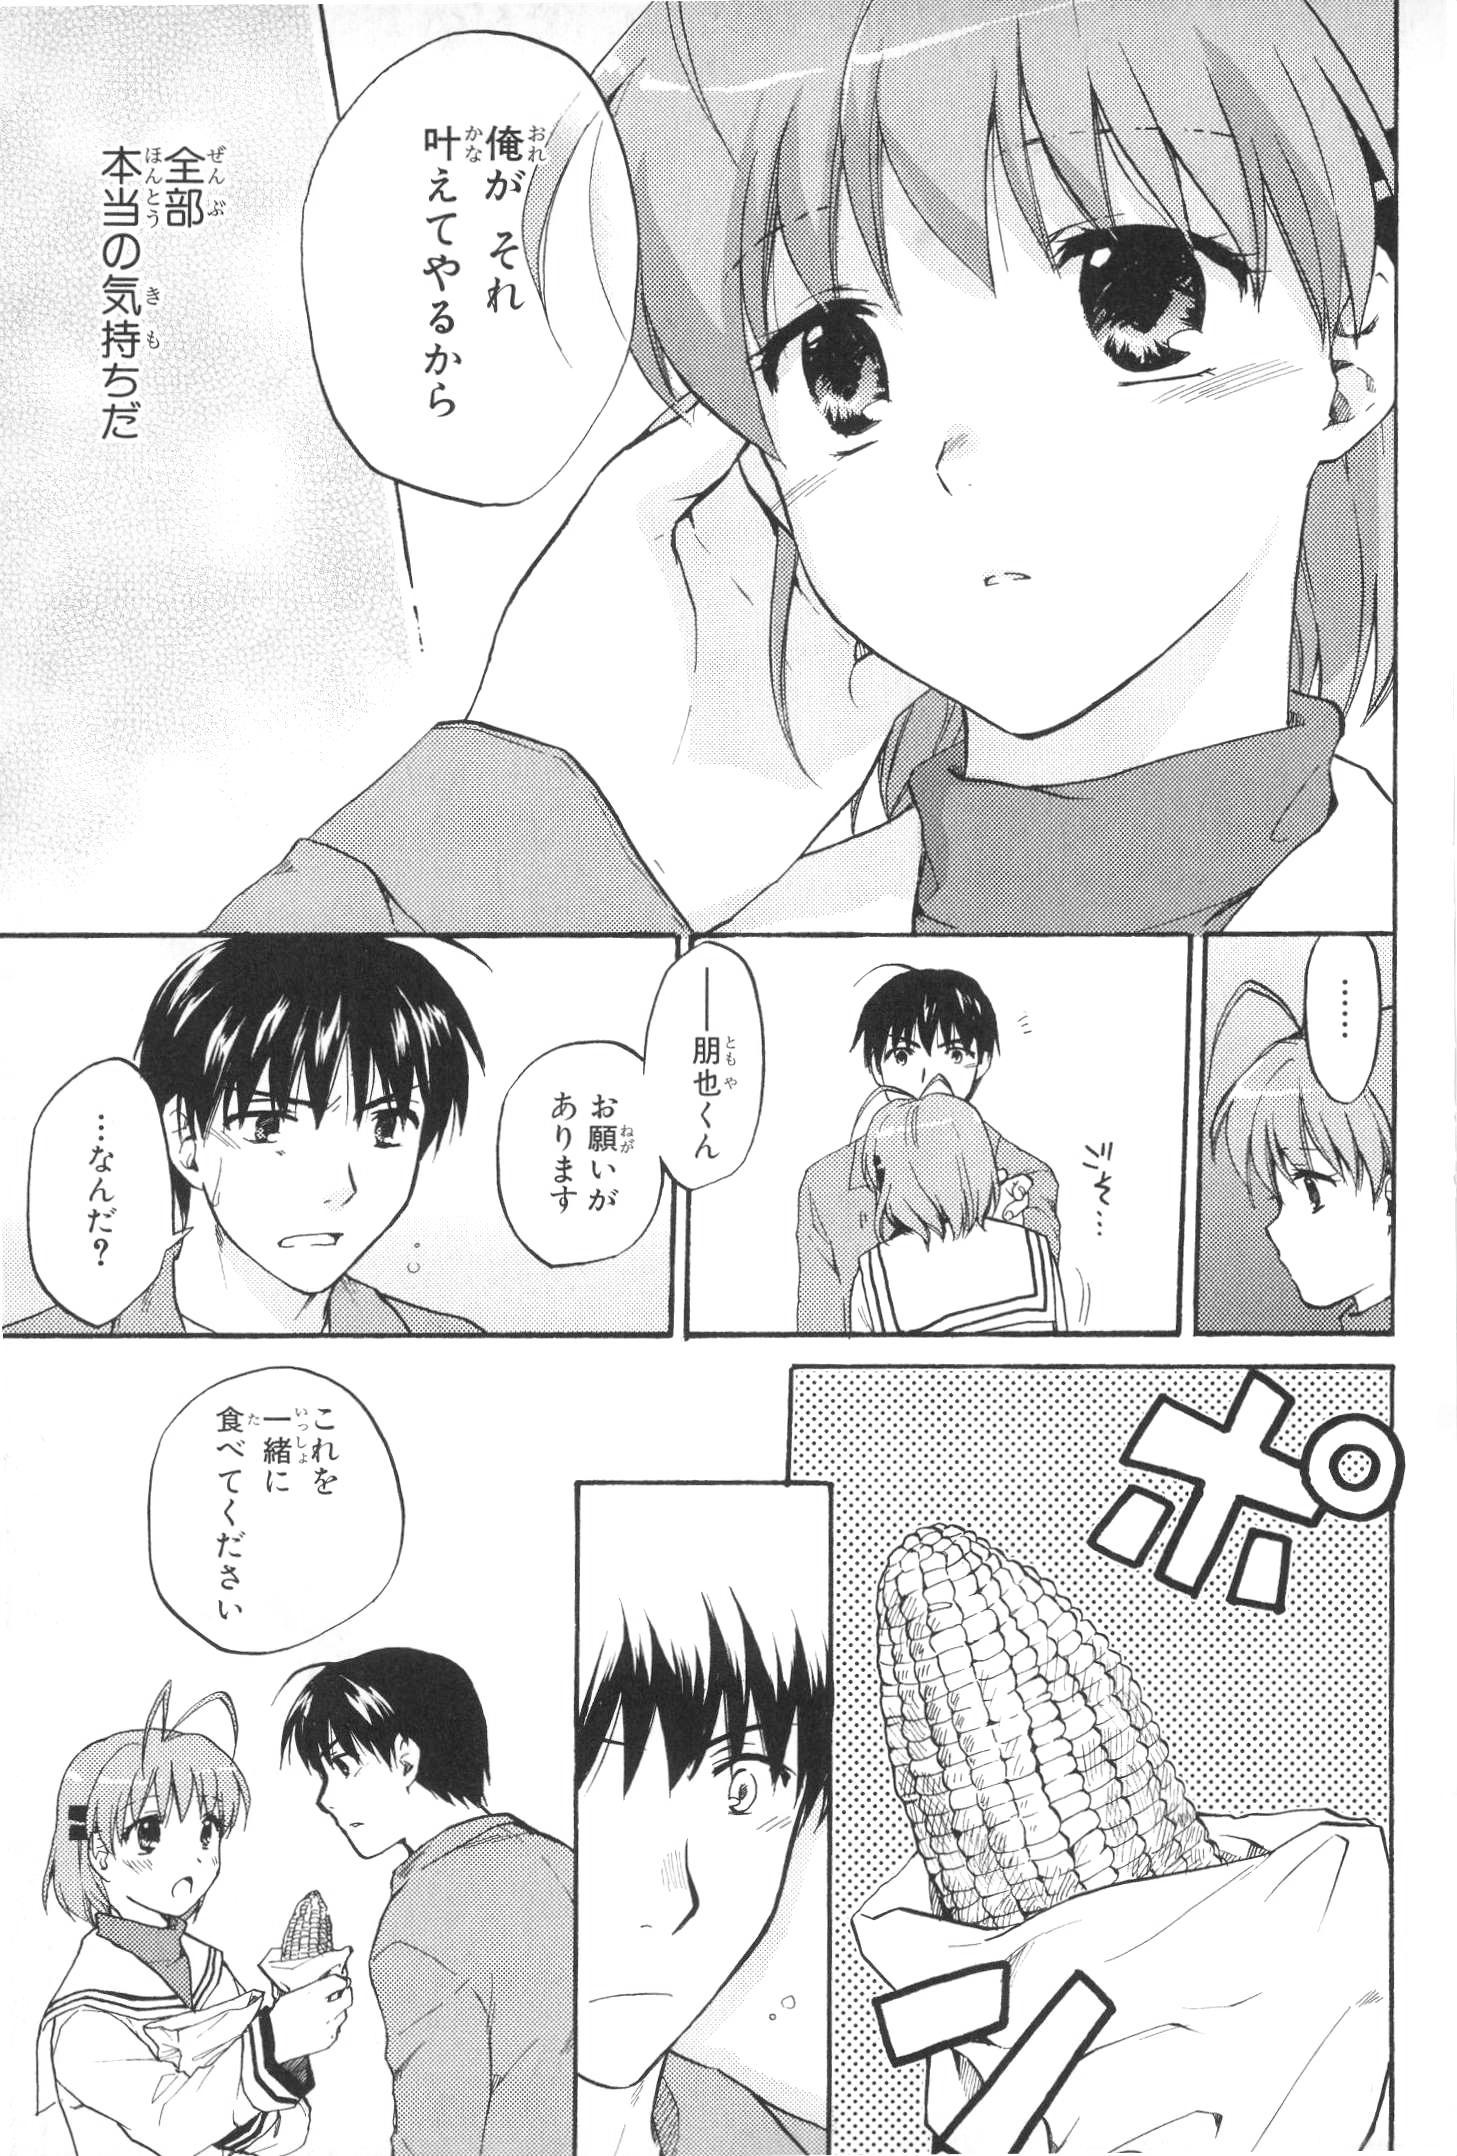 俺が それ
叶えてやるから
全部
本当の気持ちだ
………
ごそ…
――朋也くん
お願いが
あります
…なんだ？
ポン
これを
一緒に
食べてください